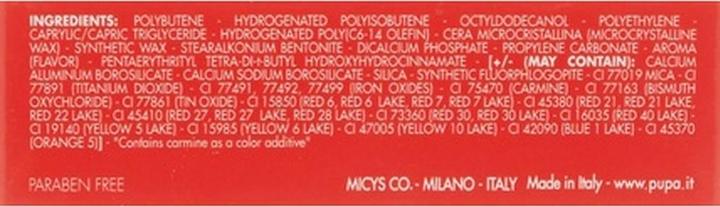 INGREDIENTS: POLYBUTENE - HYDROGENATED POLYISOBUTENE - OCTYLDODECANOL - POLYETHYLENE -
CAPRYLIC/CAPRIC TRIGLYCERIDE - HYDROGENATED POLY(C6-14 OLEFIN) - CERA MICROCRISTALLINA (MICROCRYSTALLINE
WAX) - SYNTHETIC WAX - STEARALKONIUM BENTONITE - DICALCIUM PHOSPHATE - PROPYLENE CARBONATE - AROMA
(FLAVOR) - PENTAERYTHRITYL TETRA-DI-t-BUTYL HYDROXYHYDROCINNAMATE - [+/- (MAY CONTAIN): CALCIUM
ALUMINUM BOROSILICATE - CALCIUM SODIUM BOROSILICATE - SILICA - SYNTHETIC FLUORPHLOGOPITE - CI 77019 MICA - CI
77891 (TITANIUM DIOXIDE) - CI 77491, 77492, 77499 (IRON OXIDES) - CI 75470 (CARMINE) - CI 77163 (BISMUTH
OXYCHLORIDE) - CI 77861 (TIN OXIDE) - CI 15850 (RED 6, RED 6 LAKE, RED 7, RED 7 LAKE) - CI 45380 (RED 21, RED 21 LAKE,
RED 22 LAKE) - CI 45410 (RED 27, RED 27 LAKE, RED 28 LAKE) - CI 73360 (RED 30, RED 30 LAKE) - CI 16035 (RED 40 LAKE) -
CI 19140 (YELLOW 5 LAKE) - CI 15985 (YELLOW 6 LAKE) - CI 47005 (YELLOW 10 LAKE) - CI 42090 (BLUE 1 LAKE) - CI 45370
(ORANGE 5)] - "Contains carmine as a color additive"
PARABEN FREE MICYS CO. - MILANO - ITALY Made in Italy - www.pupa.it